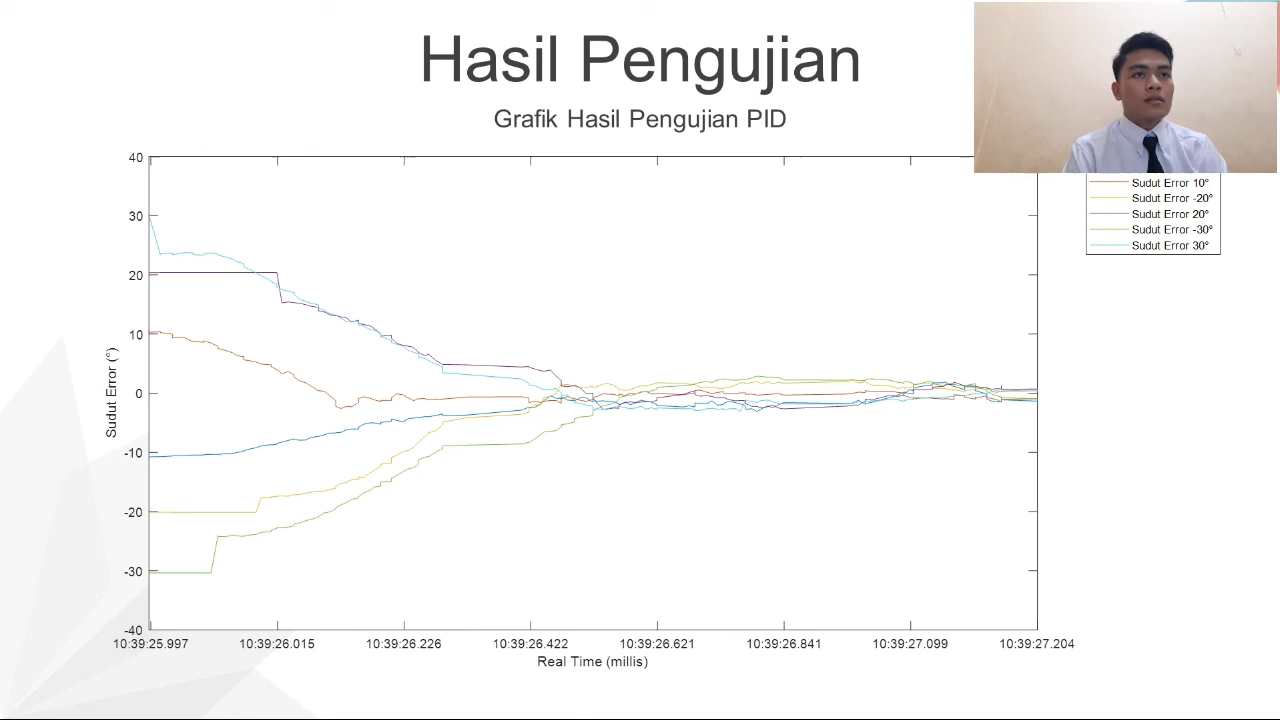 Hasil Pengujian
Grafik Hasil Pengujian PID
Sudut Error 10°
Sudut Error -20°
Sudut Error 20°
Sudut Error -30°
Sudut Error 30°
40
30
20
10
0
-10
-20
-30
-40
Sudut Error (°)
10:39:25.997 10:39:26.015 10:39:26.226 10:39:26.422 10:39:26.621 10:39:26.841 10:39:27.099 10:39:27.204
Real Time (millis)